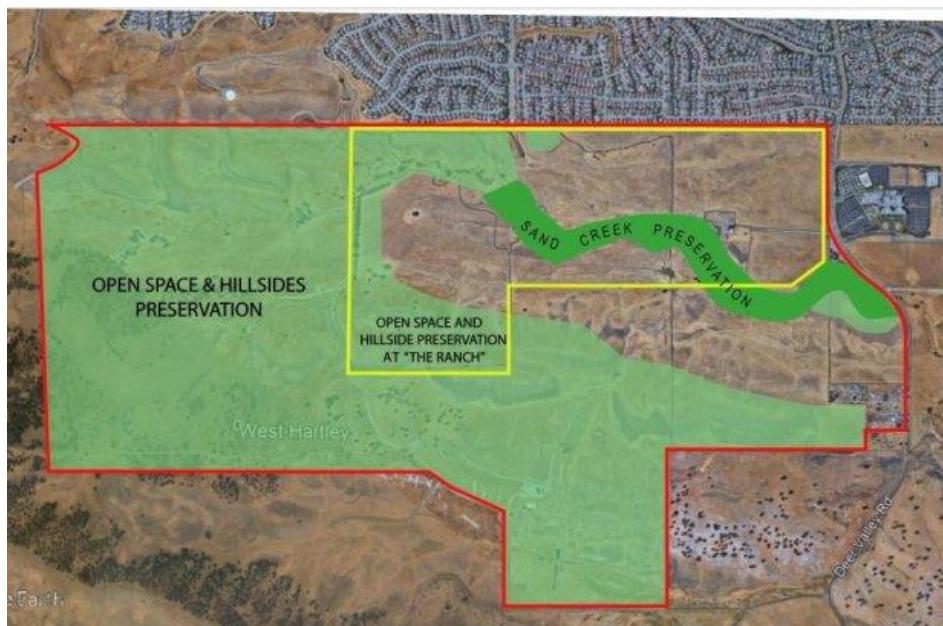 SAND CREEK PRESERVATION
OPEN SPACE & HILLSIDES
PRESERVATION
OPEN SPACE AND
HILLSIDE PRESERVATION
AT "THE RANCH"
West Hartley
Deer Valley Rd
Earth